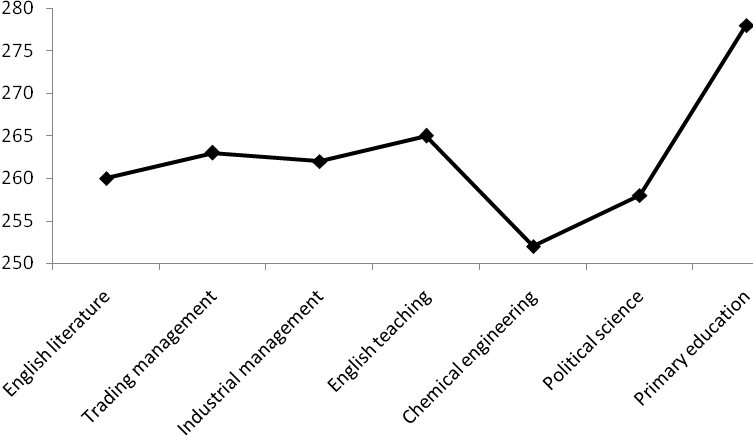 280
275
270
265
260
255
250
English literature
Trading management
Industrial management
English teaching
Chemical engineering
Political science
Primary education